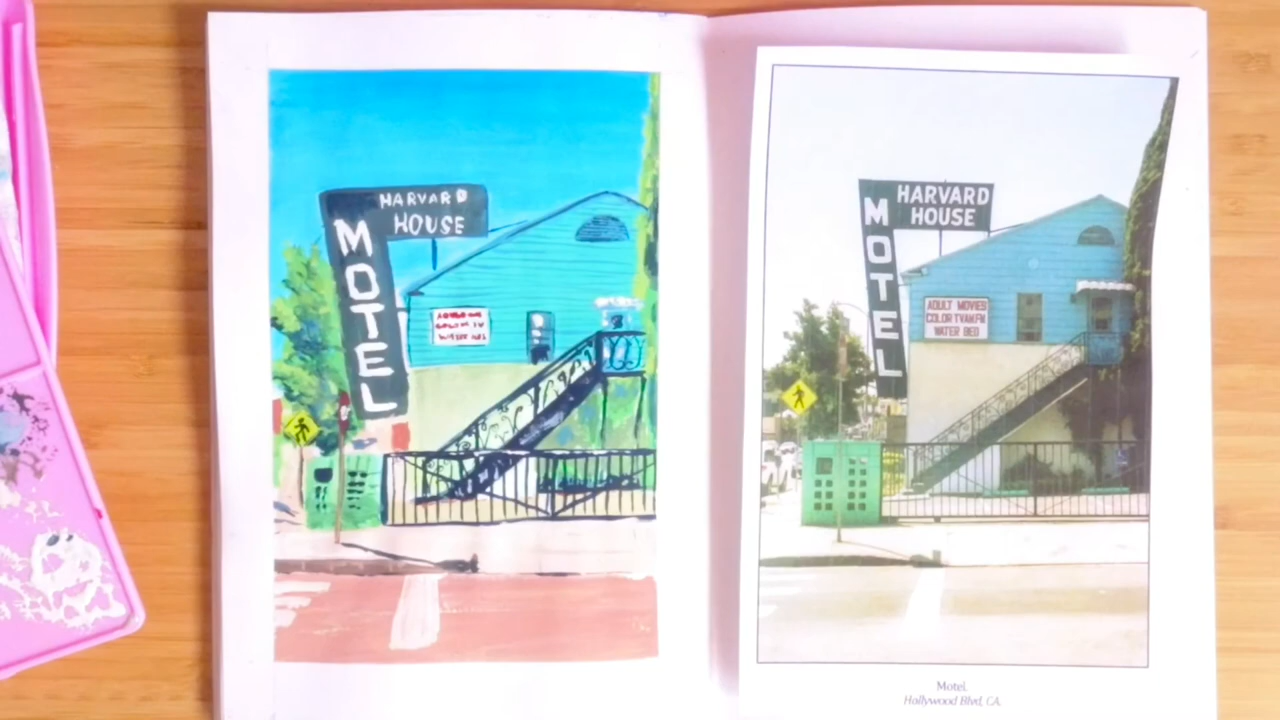 HARVARD
HOUSE
MOTEL
HARVARD
HOUSE
MOTEL
ADULT MOVIES
COLOR TV AM.FM
WATER BED
Motel.
Hollywood Blvd, CA.